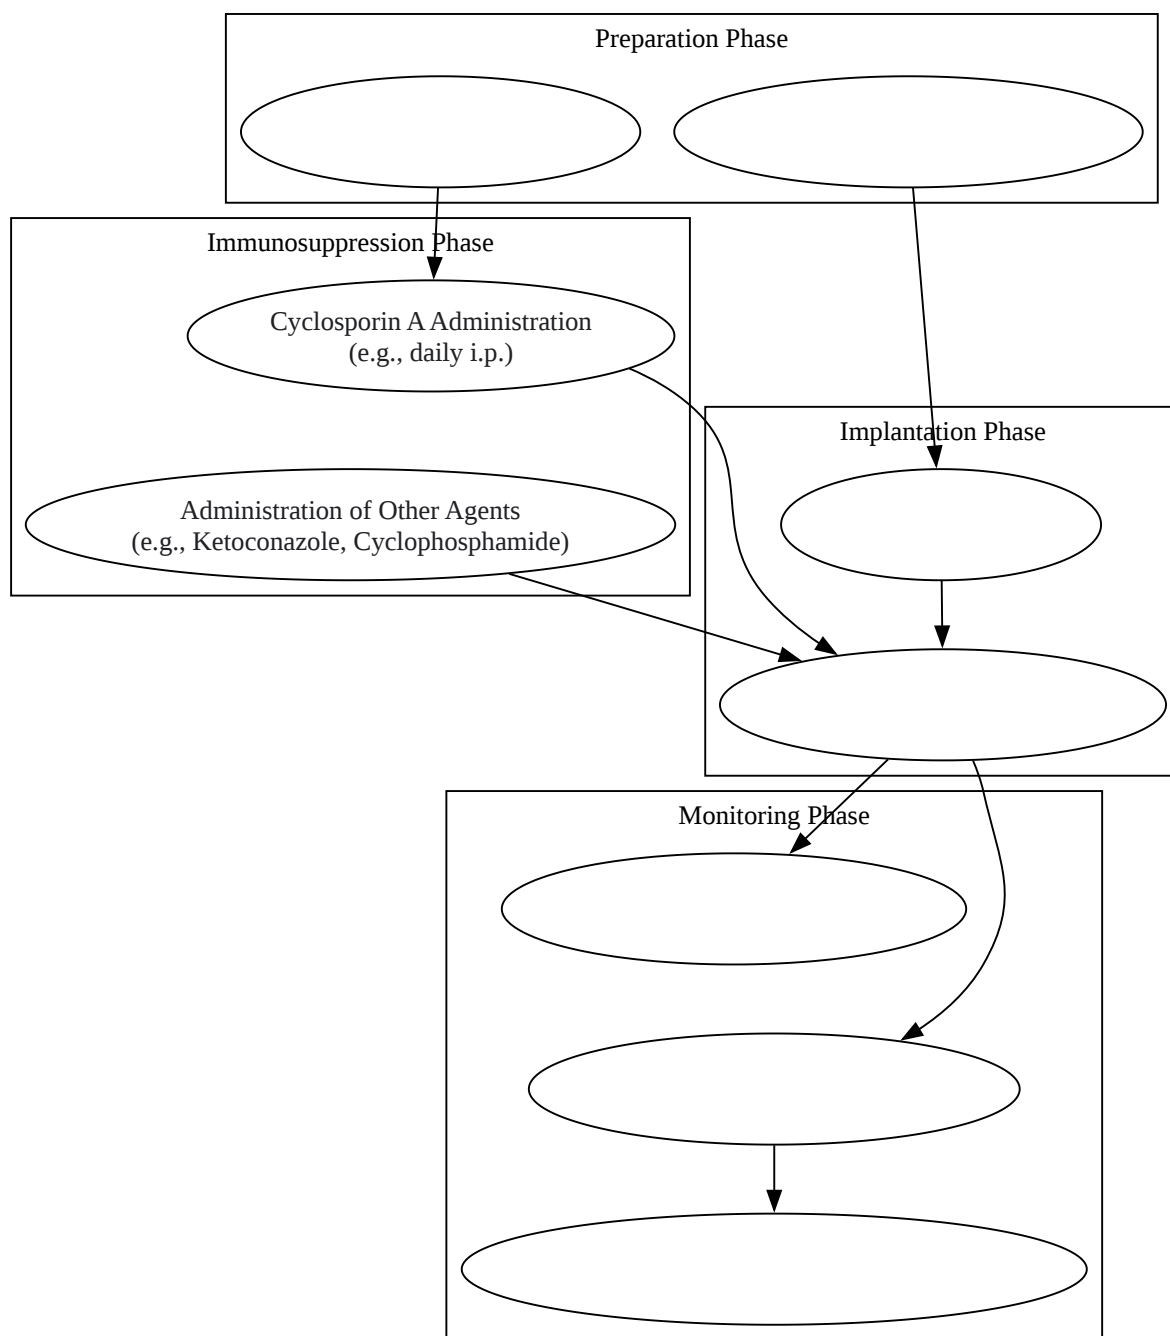 Preparation Phase
Immunosuppression Phase
Cyclosporin A Administration
(e.g., daily i.p.)
Implantation Phase
Administration of Other Agents
(e.g., Ketoconazole, Cyclophosphamide)
Monitoring Phase